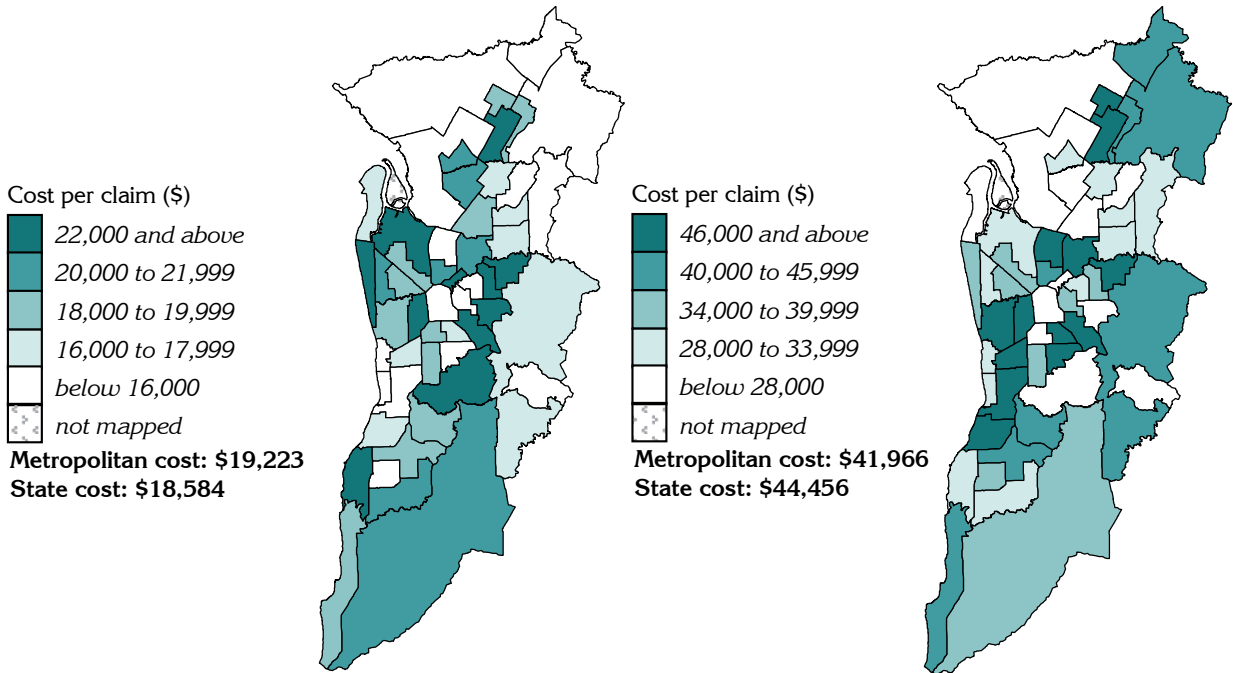 Cost per claim ($)
22,000 and above
20,000 to 21,999
18,000 to 19,999
16,000 to 17,999
below 16,000
not mapped
Metropolitan cost: $19,223
State cost: $18,584
Cost per claim ($)
46,000 and above
40,000 to 45,999
34,000 to 39,999
28,000 to 33,999
below 28,000
not mapped
Metropolitan cost: $41,966
State cost: $44,456